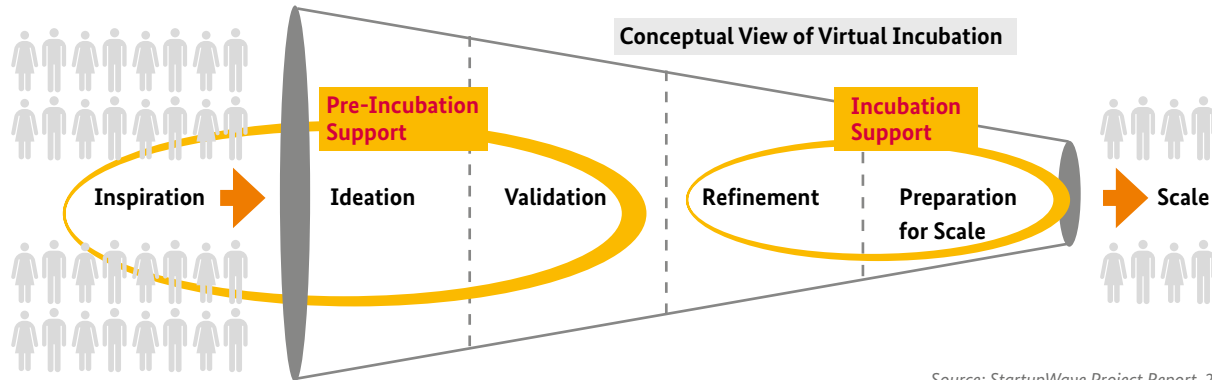 Conceptual View of Virtual Incubation
Pre-Incubation
Support
Incubation
Support
Inspiration
Ideation
Validation
Refinement
Preparation
for Scale
Scale
Source: StartupWave Project Report,